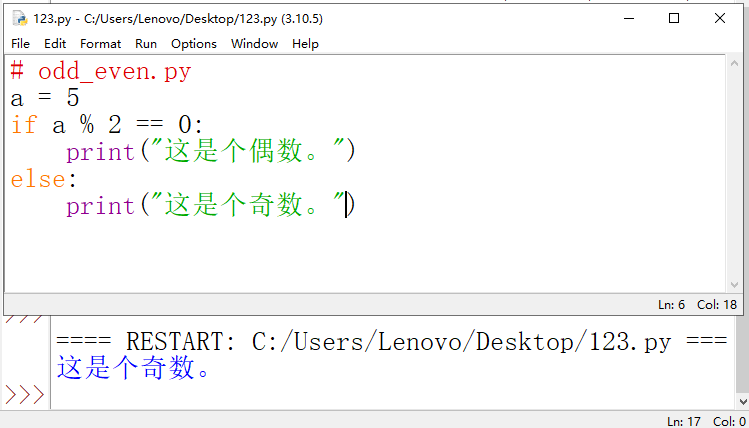 123.py - C:/Users/Lenovo/Desktop/123.py (3.10.5)
File Edit Format Run Options Window Help
# odd_even.py
a = 5
if a % 2 == 0:
    print("这是个偶数。")
else:
    print("这是个奇数。")
Ln: 6 Col: 18
>>>
==== RESTART: C:/Users/Lenovo/Desktop/123.py ===
这是个奇数。
>>>
Ln: 17 Col: 0